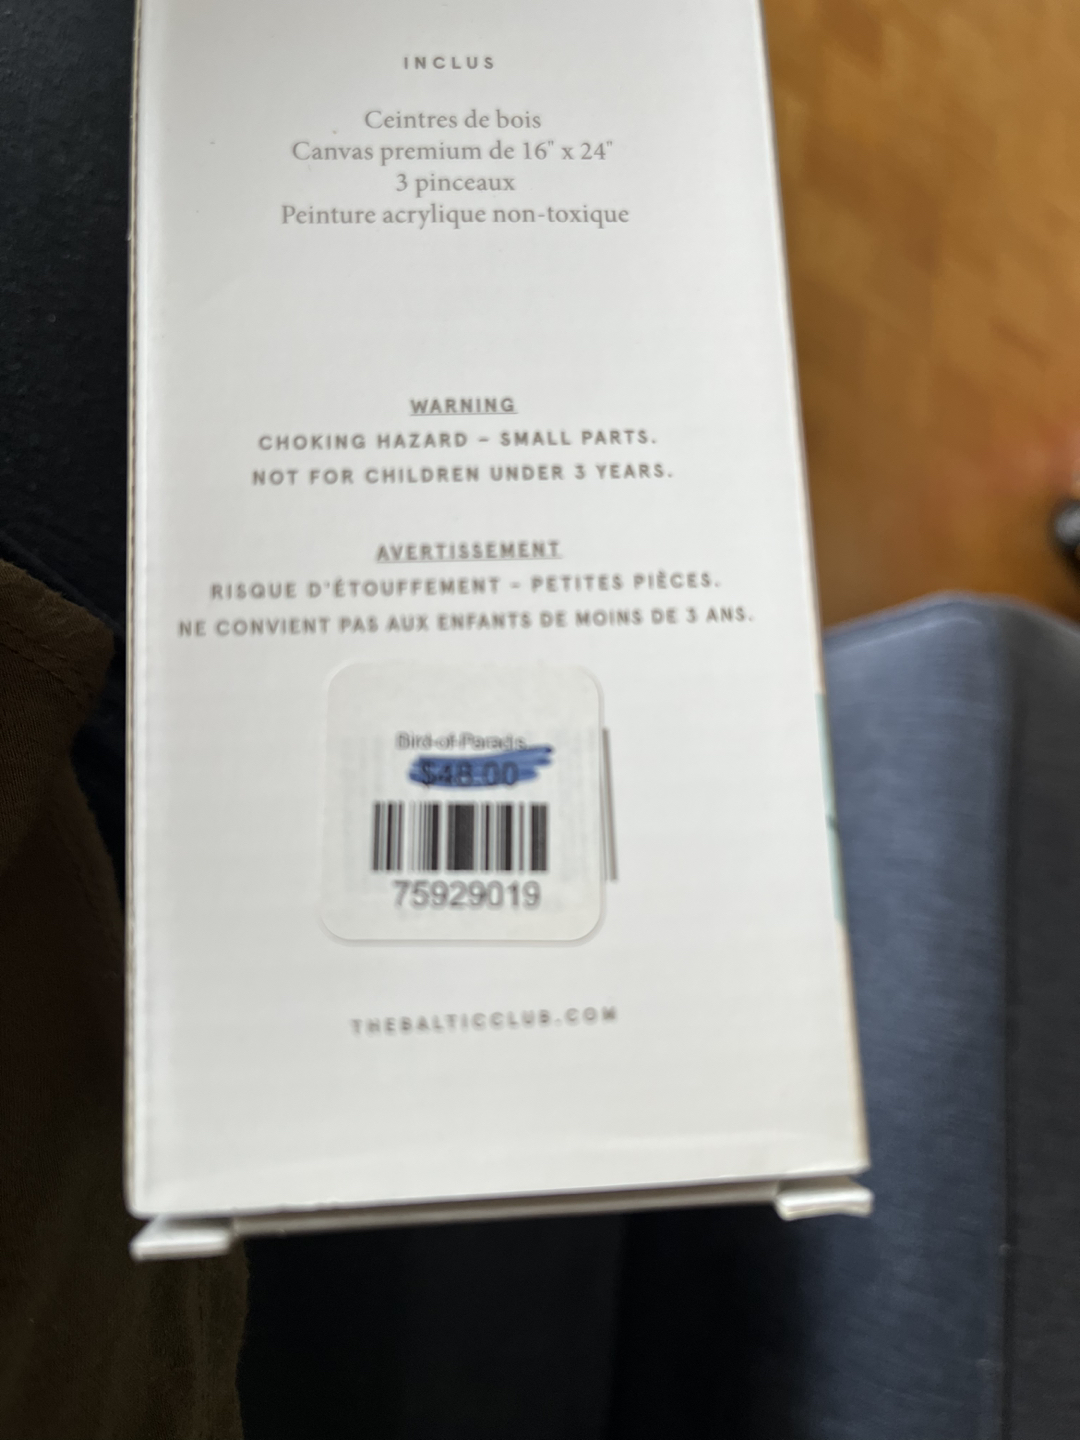 INCLUS
Ceintres de bois
Canvas premium de 16" x 24"
3 pinceaux
Peinture acrylique non-toxique
WARNING
CHOKING HAZARD – SMALL PARTS.
NOT FOR CHILDREN UNDER 3 YEARS.
AVERTISSEMENT
RISQUE D'ÉTOUFFEMENT – PETITES PIÈCES.
NE CONVIENT PAS AUX ENFANTS DE MOINS DE 3 ANS.
Bird-of-Paradis
$48.00
75929019
THEBALTICCLUB.COM